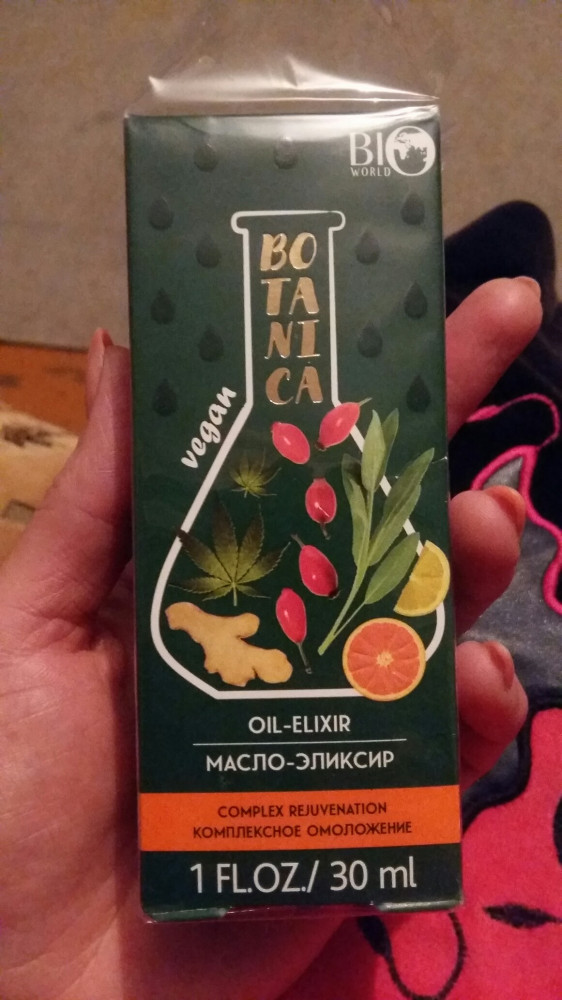 BIO
WORLD
BO
TA
NI
CA
vegan
OIL-ELIXIR
МАСЛО-ЭЛИКСИР
COMPLEX REJUVENATION
КОМПЛЕКСНОЕ ОМОЛОЖЕНИЕ
1 FL.OZ./ 30 ml